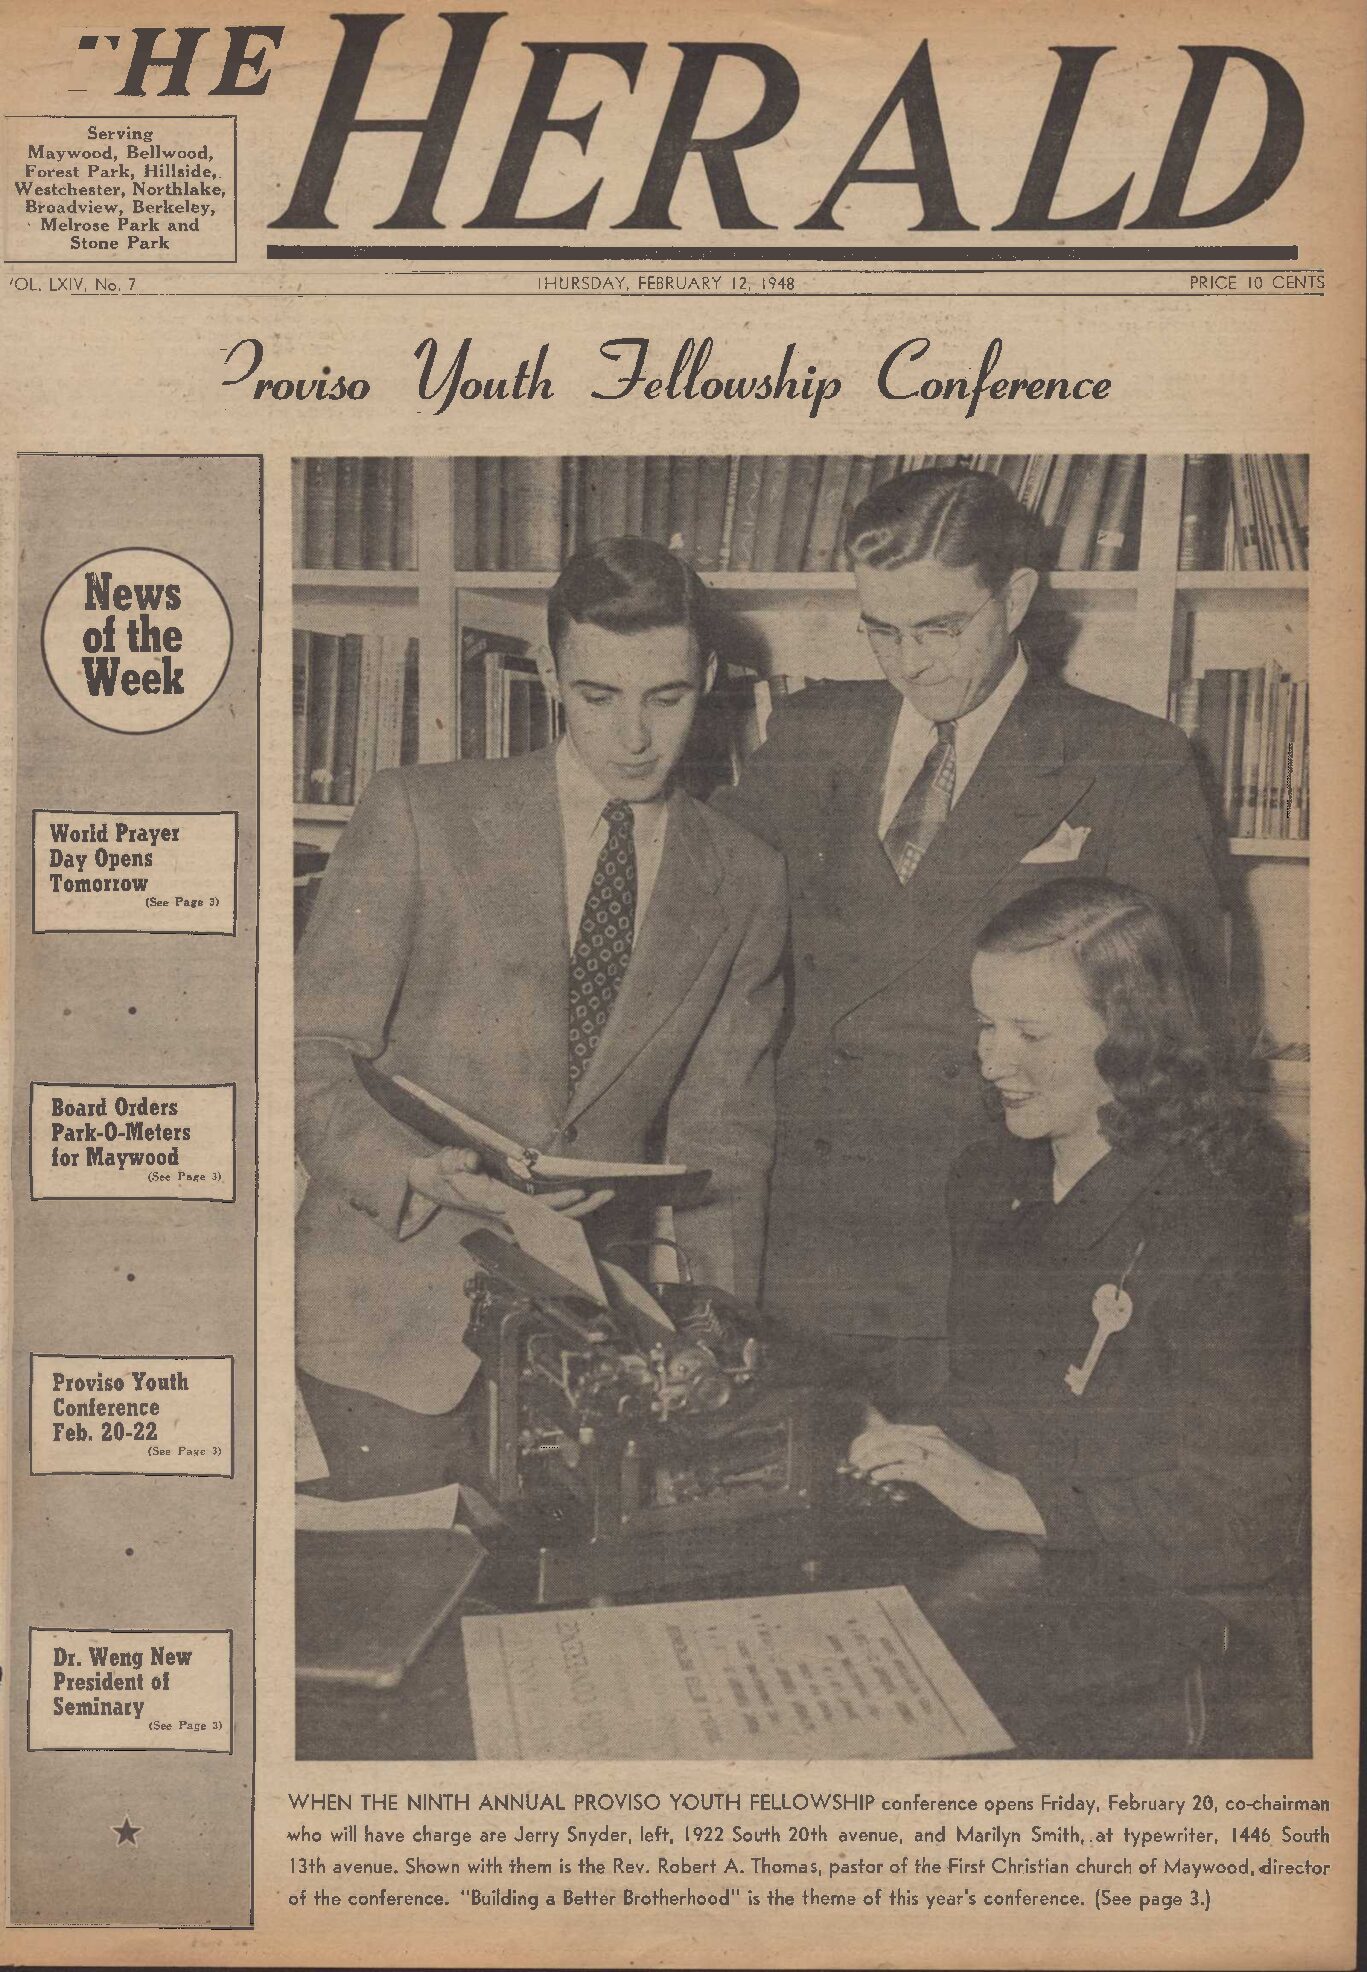 THE HERALD
Serving
Maywood, Bellwood,
Forest Park, Hillside,
Westchester, Northlake,
Broadview, Berkeley,
Melrose Park and
Stone Park
VOL. LXIV, No. 7
THURSDAY, FEBRUARY 12, 1948
PRICE 10 CENTS
Proviso Youth Fellowship Conference
News
of the
Week
World Prayer
Day Opens
Tomorrow
(See Page 3)
Board Orders
Park-O-Meters
for Maywood
(See Page 3)
Proviso Youth
Conference
Feb. 20-22
(See Page 3)
Dr. Weng New
President of
Seminary
(See Page 3)
WHEN THE NINTH ANNUAL PROVISO YOUTH FELLOWSHIP conference opens Friday, February 20, co-chairman
who will have charge are Jerry Snyder, left, 1922 South 20th avenue, and Marilyn Smith, at typewriter, 1446 South
13th avenue. Shown with them is the Rev. Robert A. Thomas, pastor of the First Christian church of Maywood, director
of the conference. "Building a Better Brotherhood" is the theme of this year's conference. (See page 3.)